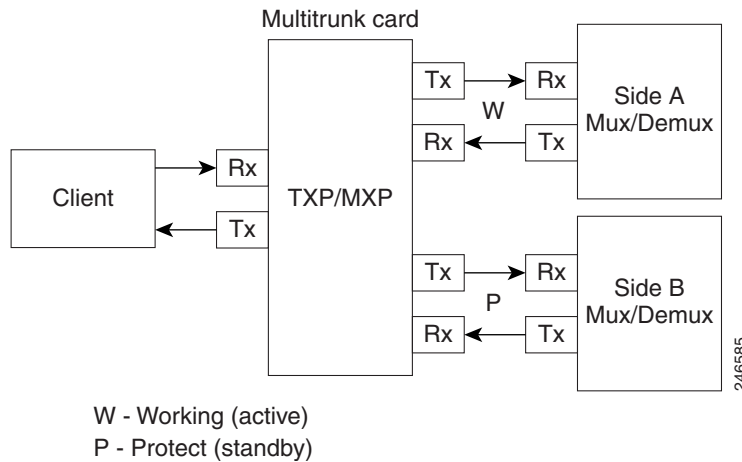 Multitrunk card
Tx
Rx
Side A
Mux/Demux
W
Rx
Tx
Rx
Client
TXP/MXP
Tx
Tx
Rx
Side B
Mux/Demux
P
Rx
Tx
246585
W - Working (active)
P - Protect (standby)